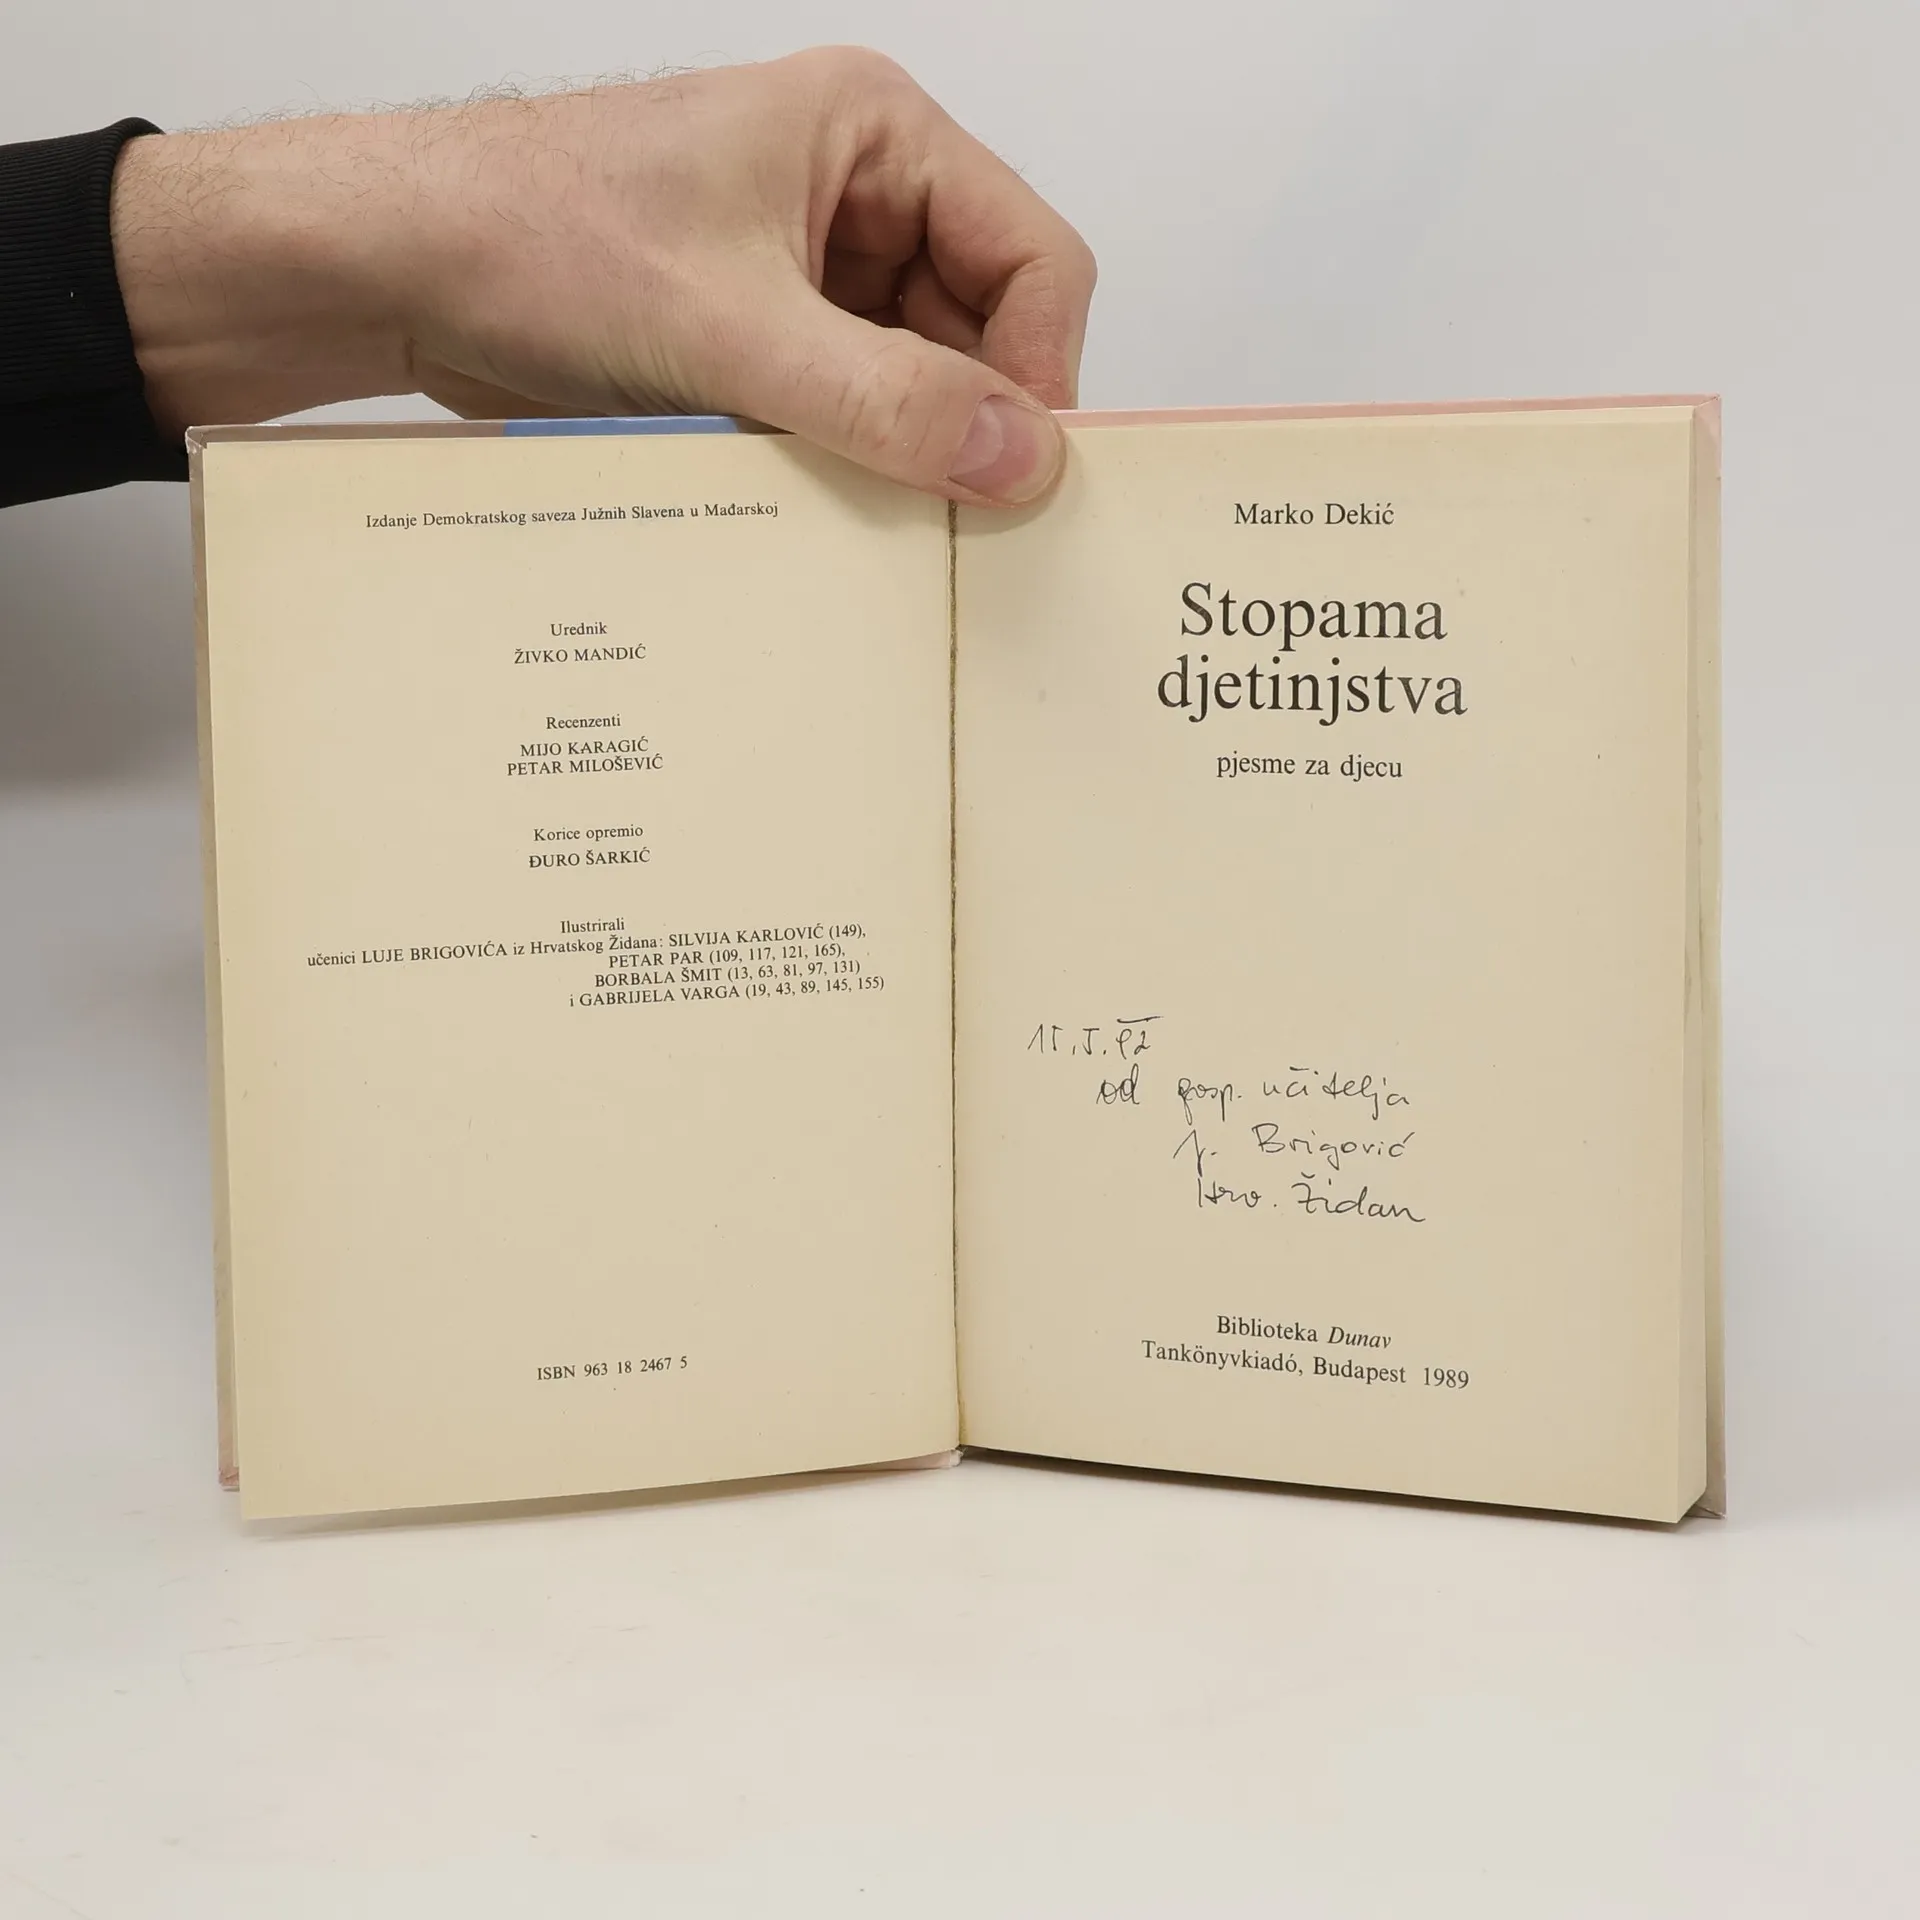 Izdanje Demokratskog saveza Južnih Slavena u Mađarskoj
Urednik
ŽIVKO MANDIĆ
Recenzenti
MIJO KARAGIĆ
PETAR MILOŠEVIĆ
Korice opremio
ĐURO ŠARKIĆ
Ilustrirali
učenici LUJE BRIGOVIĆA iz Hrvatskog Židana: SILVIJA KARLOVIĆ (149),
PETAR PAR (109, 117, 121, 165),
BORBALA ŠMIT (13, 63, 81, 97, 131)
i GABRIJELA VARGA (19, 43, 89, 145, 155)
ISBN 963 18 2467 5
Marko Dekić
Stopama
djetinjstva
pjesme za djecu
od gosp. učitelja
Brigović
Hrv. Židan
Biblioteka Dunav
Tankönyvkiadó, Budapest 1989